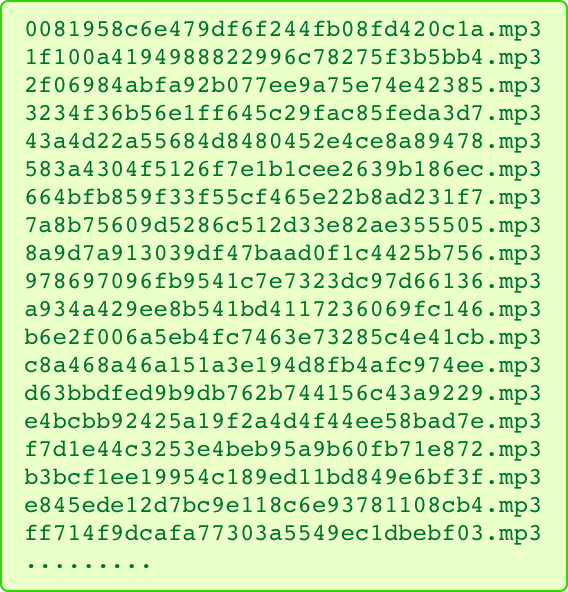 0081958c6e479df6f244fb08fd420c1a.mp3
1f100a4194988822996c78275f3b5bb4.mp3
2f06984abfa92b077ee9a75e74e42385.mp3
3234f36b56e1ff645c29fac85feda3d7.mp3
43a4d22a55684d8480452e4ce8a89478.mp3
583a4304f5126f7e1b1cee2639b186ec.mp3
664bfb859f33f55cf465e22b8ad231f7.mp3
7a8b75609d5286c512d33e82ae355505.mp3
8a9d7a913039df47baad0f1c4425b756.mp3
978697096fb9541c7e7323dc97d66136.mp3
a934a429ee8b541bd4117236069fc146.mp3
b6e2f006a5eb4fc7463e73285c4e41cb.mp3
c8a468a46a151a3e194d8fb4afc974ee.mp3
d63bbdfed9b9db762b744156c43a9229.mp3
e4bcbb92425a19f2a4d4f44ee58bad7e.mp3
f7d1e44c3253e4beb95a9b60fb71e872.mp3
b3bcf1ee19954c189ed11bd849e6bf3f.mp3
e845ede12d7bc9e118c6e93781108cb4.mp3
ff714f9dcafa77303a5549ec1dbebf03.mp3
.........